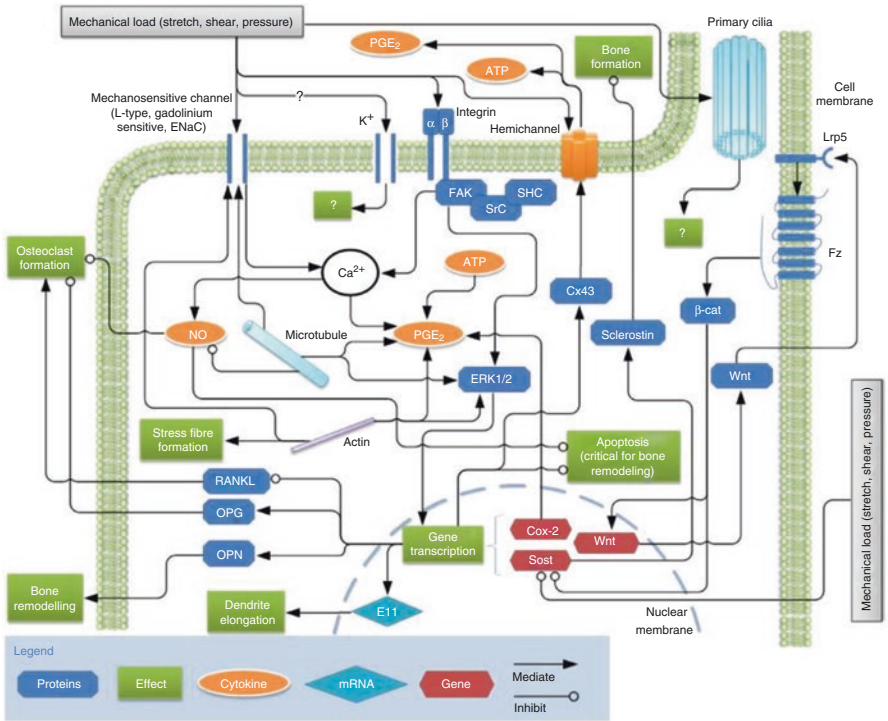 Mechanical load (stretch, shear, pressure)
Primary cilia
PGE2
Bone
formation
ATP
Cell
membrane
Mechanosensitive channel
(L-type, gadolinium
sensitive, ENaC)
?
K+
Integrin
α β
Hemichannel
Lrp5
FAK
SHC
SrC
?
?
Osteoclast
formation
Ca2+
ATP
Fz
Cx43
β-cat
NO
Microtubule
PGE2
Sclerostin
ERK1/2
Wnt
Stress fibre
formation
Actin
Apoptosis
(critical for bone
remodeling)
Mechanical load (stretch, shear, pressure)
RANKL
OPG
OPN
Gene
transcription
Cox-2
Wnt
Sost
Bone
remodelling
Dendrite
elongation
E11
Nuclear
membrane
Legend
Proteins
Effect
Cytokine
mRNA
Gene
Mediate
Inhibit